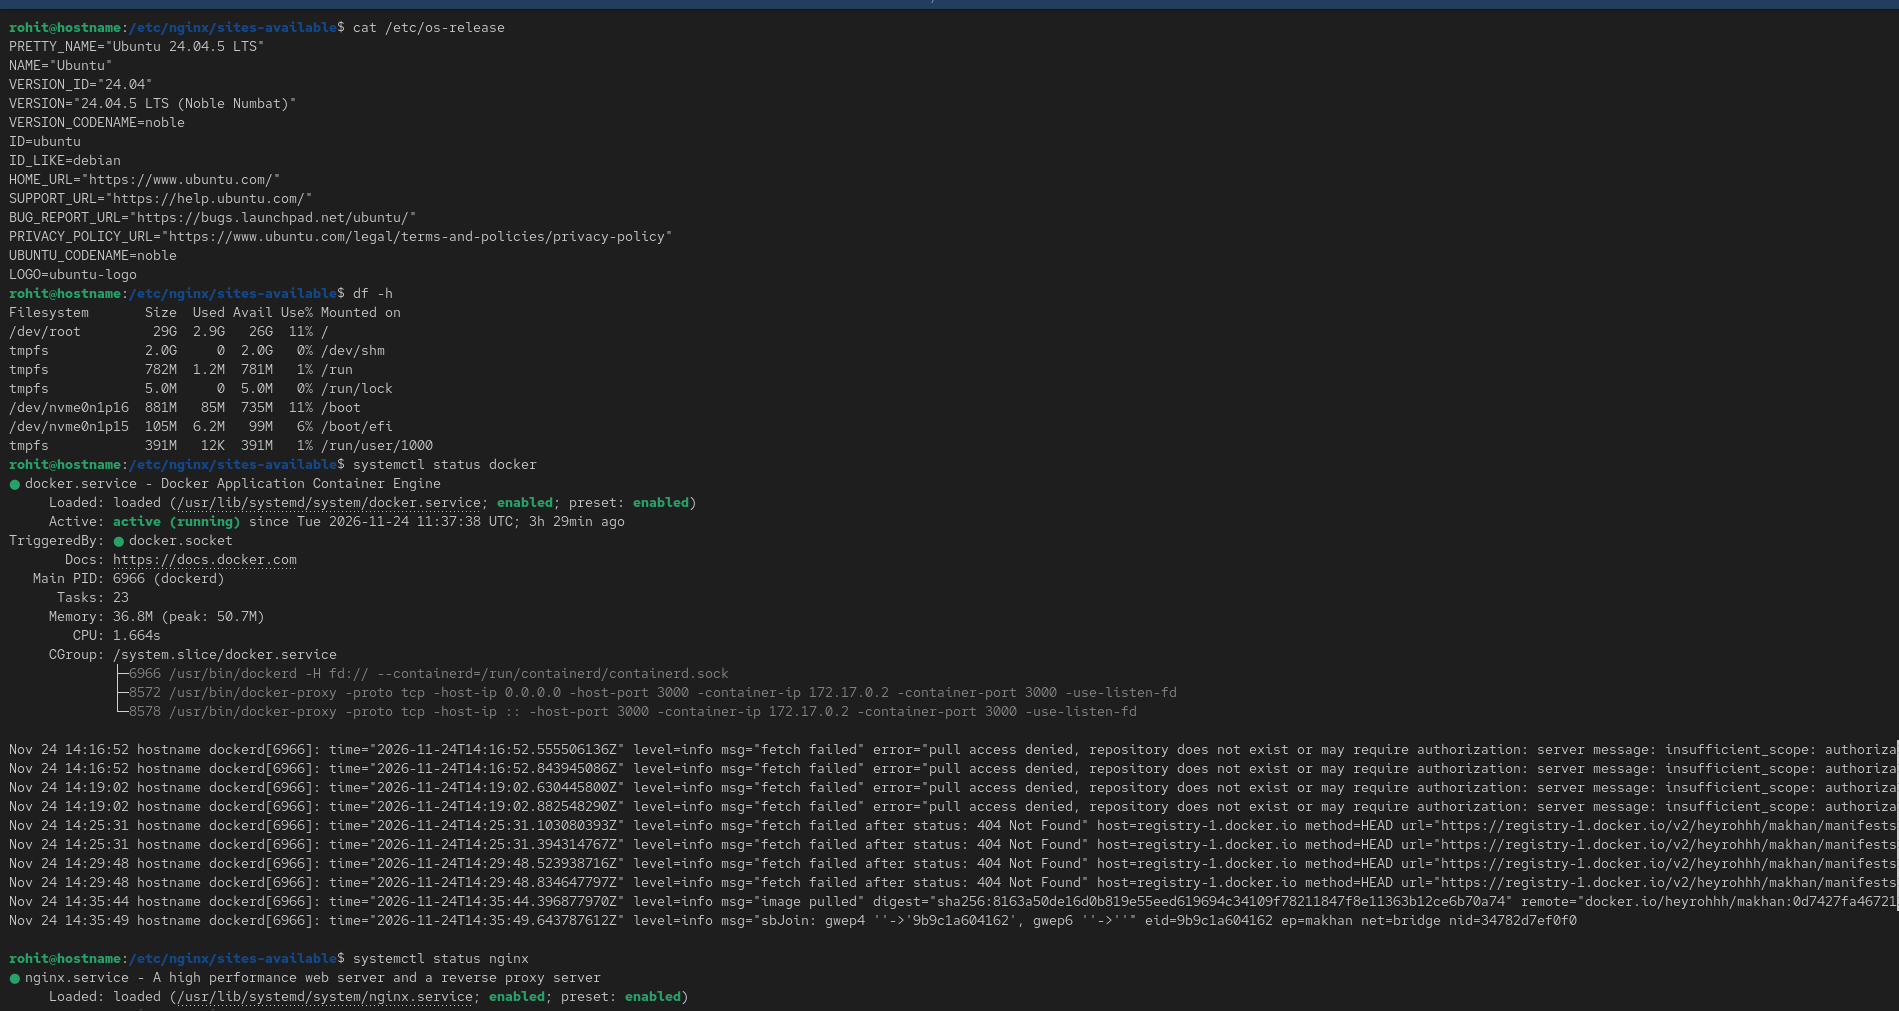 rohit@hostname:/etc/nginx/sites-available$ cat /etc/os-release
PRETTY_NAME="Ubuntu 24.04.5 LTS"
NAME="Ubuntu"
VERSION_ID="24.04"
VERSION="24.04.5 LTS (Noble Numbat)"
VERSION_CODENAME=noble
ID=ubuntu
ID_LIKE=debian
HOME_URL="https://www.ubuntu.com/"
SUPPORT_URL="https://help.ubuntu.com/"
BUG_REPORT_URL="https://bugs.launchpad.net/ubuntu/"
PRIVACY_POLICY_URL="https://www.ubuntu.com/legal/terms-and-policies/privacy-policy"
UBUNTU_CODENAME=noble
LOGO=ubuntu-logo
rohit@hostname:/etc/nginx/sites-available$ df -h
Filesystem       Size  Used Avail Use% Mounted on
/dev/root         29G  2.9G   26G  11% /
tmpfs            2.0G     0  2.0G   0% /dev/shm
tmpfs            782M  1.2M  781M   1% /run
tmpfs            5.0M     0  5.0M   0% /run/lock
/dev/nvme0n1p16  881M   85M  735M  11% /boot
/dev/nvme0n1p15  105M  6.2M   99M   6% /boot/efi
tmpfs            391M   12K  391M   1% /run/user/1000
rohit@hostname:/etc/nginx/sites-available$ systemctl status docker
● docker.service - Docker Application Container Engine
     Loaded: loaded (/usr/lib/systemd/system/docker.service; enabled; preset: enabled)
     Active: active (running) since Tue 2026-11-24 11:37:38 UTC; 3h 29min ago
TriggeredBy: ● docker.socket
       Docs: https://docs.docker.com
   Main PID: 6966 (dockerd)
      Tasks: 23
     Memory: 36.8M (peak: 50.7M)
        CPU: 1.664s
     CGroup: /system.slice/docker.service
             ├─6966 /usr/bin/dockerd -H fd:// --containerd=/run/containerd/containerd.sock
             ├─8572 /usr/bin/docker-proxy -proto tcp -host-ip 0.0.0.0 -host-port 3000 -container-ip 172.17.0.2 -container-port 3000 -use-listen-fd
             └─8578 /usr/bin/docker-proxy -proto tcp -host-ip :: -host-port 3000 -container-ip 172.17.0.2 -container-port 3000 -use-listen-fd
Nov 24 14:16:52 hostname dockerd[6966]: time="2026-11-24T14:16:52.555506136Z" level=info msg="fetch failed" error="pull access denied, repository does not exist or may require authorization: server message: insufficient_scope: authoriza
Nov 24 14:16:52 hostname dockerd[6966]: time="2026-11-24T14:16:52.843945086Z" level=info msg="fetch failed" error="pull access denied, repository does not exist or may require authorization: server message: insufficient_scope: authoriza
Nov 24 14:19:02 hostname dockerd[6966]: time="2026-11-24T14:19:02.630445800Z" level=info msg="fetch failed" error="pull access denied, repository does not exist or may require authorization: server message: insufficient_scope: authoriza
Nov 24 14:19:02 hostname dockerd[6966]: time="2026-11-24T14:19:02.882548290Z" level=info msg="fetch failed" error="pull access denied, repository does not exist or may require authorization: server message: insufficient_scope: authoriza
Nov 24 14:25:31 hostname dockerd[6966]: time="2026-11-24T14:25:31.103080393Z" level=info msg="fetch failed after status: 404 Not Found" host=registry-1.docker.io method=HEAD url="https://registry-1.docker.io/v2/heyrohhh/makhan/manifests
Nov 24 14:25:31 hostname dockerd[6966]: time="2026-11-24T14:25:31.394314767Z" level=info msg="fetch failed after status: 404 Not Found" host=registry-1.docker.io method=HEAD url="https://registry-1.docker.io/v2/heyrohhh/makhan/manifests
Nov 24 14:29:48 hostname dockerd[6966]: time="2026-11-24T14:29:48.523938716Z" level=info msg="fetch failed after status: 404 Not Found" host=registry-1.docker.io method=HEAD url="https://registry-1.docker.io/v2/heyrohhh/makhan/manifests
Nov 24 14:29:48 hostname dockerd[6966]: time="2026-11-24T14:29:48.834647797Z" level=info msg="fetch failed after status: 404 Not Found" host=registry-1.docker.io method=HEAD url="https://registry-1.docker.io/v2/heyrohhh/makhan/manifests
Nov 24 14:35:44 hostname dockerd[6966]: time="2026-11-24T14:35:44.396877970Z" level=info msg="image pulled" digest="sha256:8163a50de16d0b819e55eed619694c34109f78211847f8e11363b12ce6b70a74" remote="docker.io/heyrohhh/makhan:0d7427fa46721
Nov 24 14:35:49 hostname dockerd[6966]: time="2026-11-24T14:35:49.643787612Z" level=info msg="sbJoin: gwep4 ''->'9b9c1a604162', gwep6 ''->''" eid=9b9c1a604162 ep=makhan net=bridge nid=34782d7ef0f0
rohit@hostname:/etc/nginx/sites-available$ systemctl status nginx
● nginx.service - A high performance web server and a reverse proxy server
     Loaded: loaded (/usr/lib/systemd/system/nginx.service; enabled; preset: enabled)